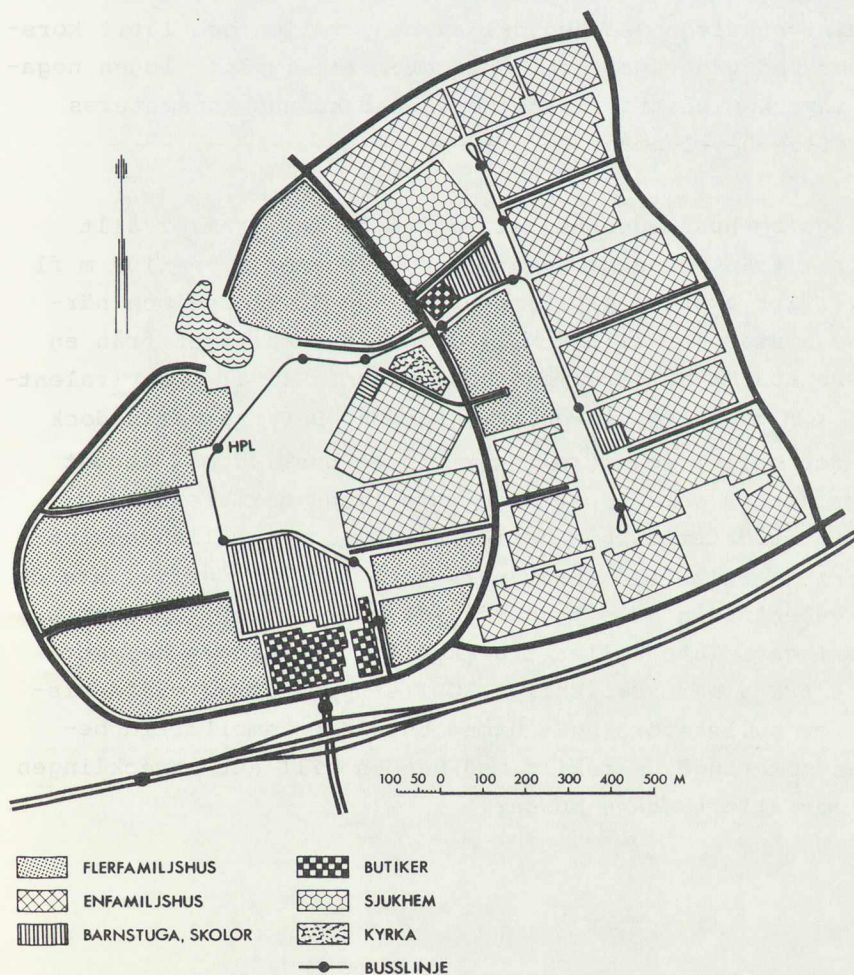 HPL
100 50 0 100 200 300 400 500 M
FLERFAMILJSHUS
ENFAMILJSHUS
BARNSTUGA, SKOLOR
BUTIKER
SJUKHEM
KYRKA
BUSSLINJE